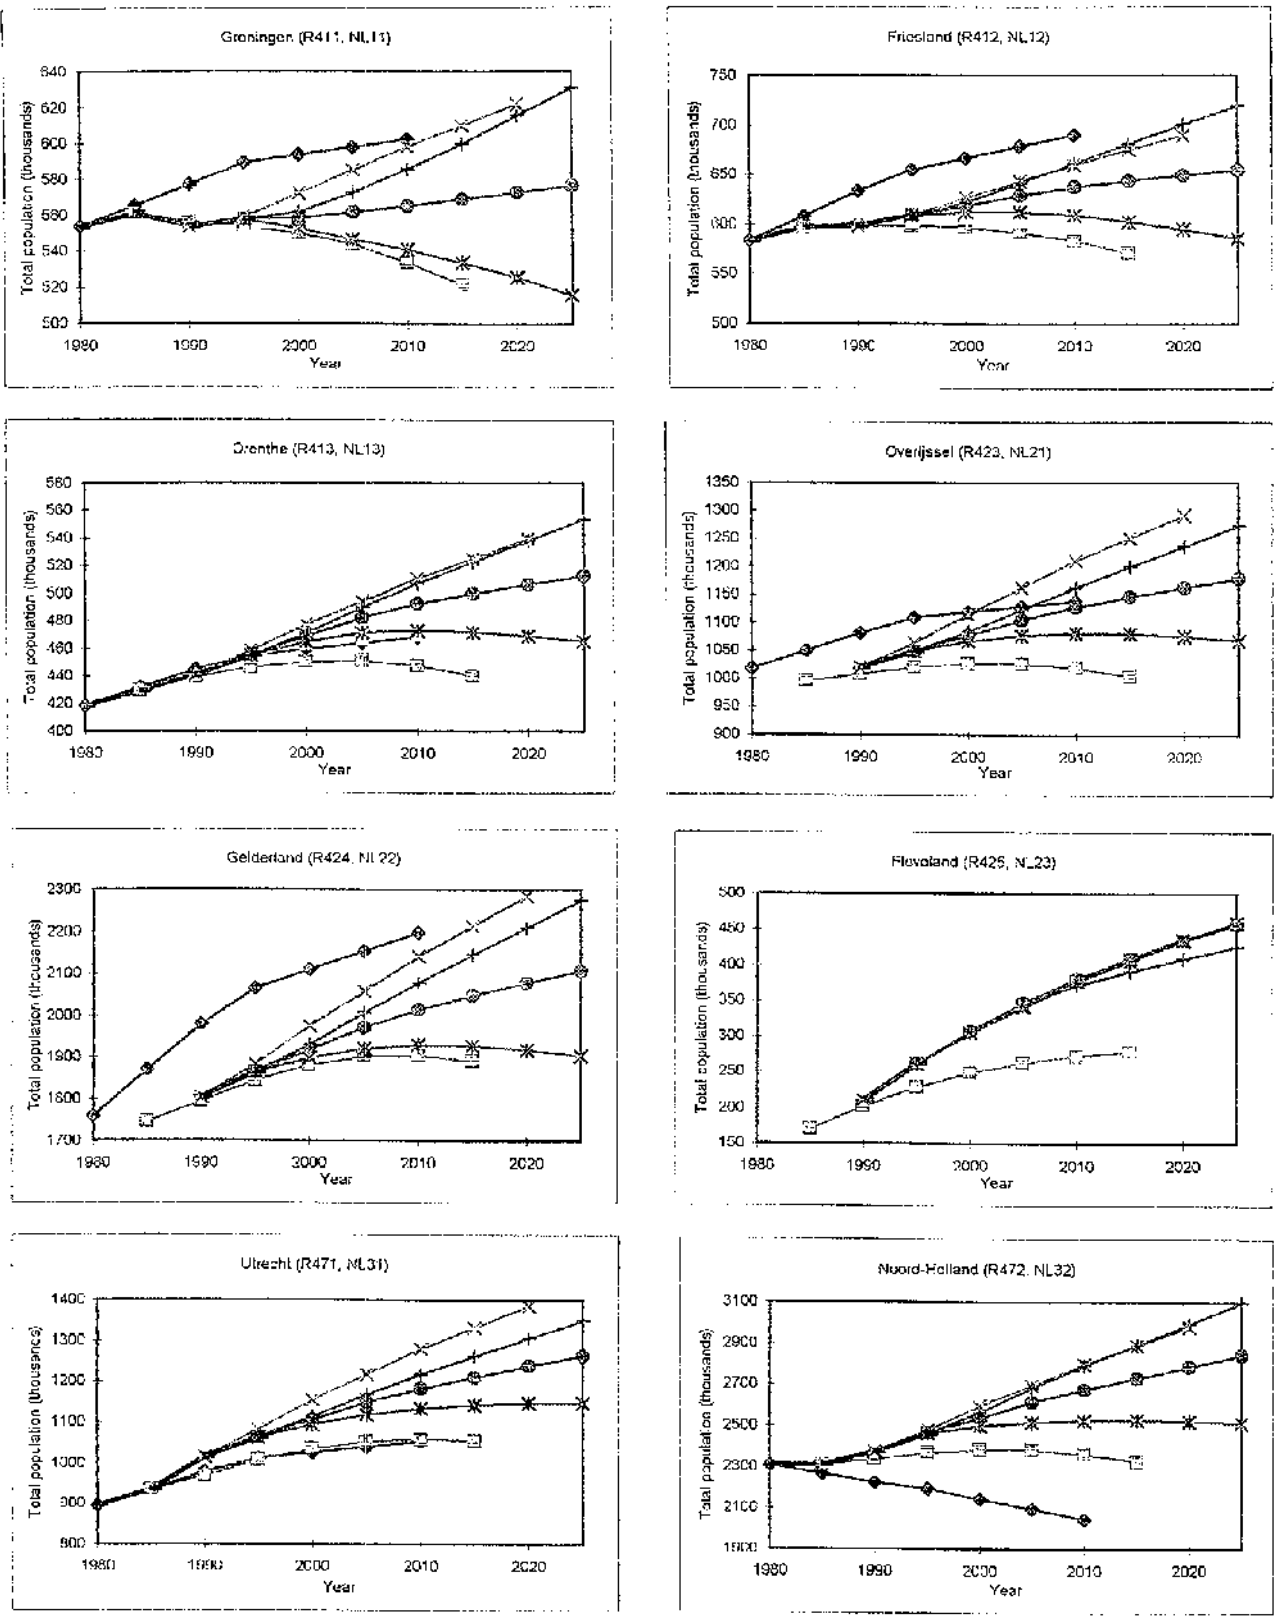 Groningen (R411, NL11)
Total population (thousands)
640
620
600
580
560
540
520
500
1980 1990 2000 2010 2020
Year
Friesland (R412, NL12)
Total population (thousands)
750
700
650
600
550
500
1980 1990 2000 2010 2020
Year
Drenthe (R413, NL13)
Total population (thousands)
580
560
540
520
500
480
460
440
420
400
1980 1990 2000 2010 2020
Year
Overijssel (R423, NL21)
Total population (thousands)
1350
1300
1250
1200
1150
1100
1050
1000
950
900
1980 1990 2000 2010 2020
Year
Gelderland (R424, NL22)
Total population (thousands)
2300
2200
2100
2000
1900
1800
1700
1980 1990 2000 2010 2020
Year
Flevoland (R425, NL23)
Total population (thousands)
500
450
400
350
300
250
200
150
1980 1990 2000 2010 2020
Year
Utrecht (R471, NL31)
Total population (thousands)
1400
1300
1200
1100
1000
900
800
1980 1990 2000 2010 2020
Year
Noord-Holland (R472, NL32)
Total population (thousands)
3100
2900
2700
2500
2300
2100
1900
1980 1990 2000 2010 2020
Year